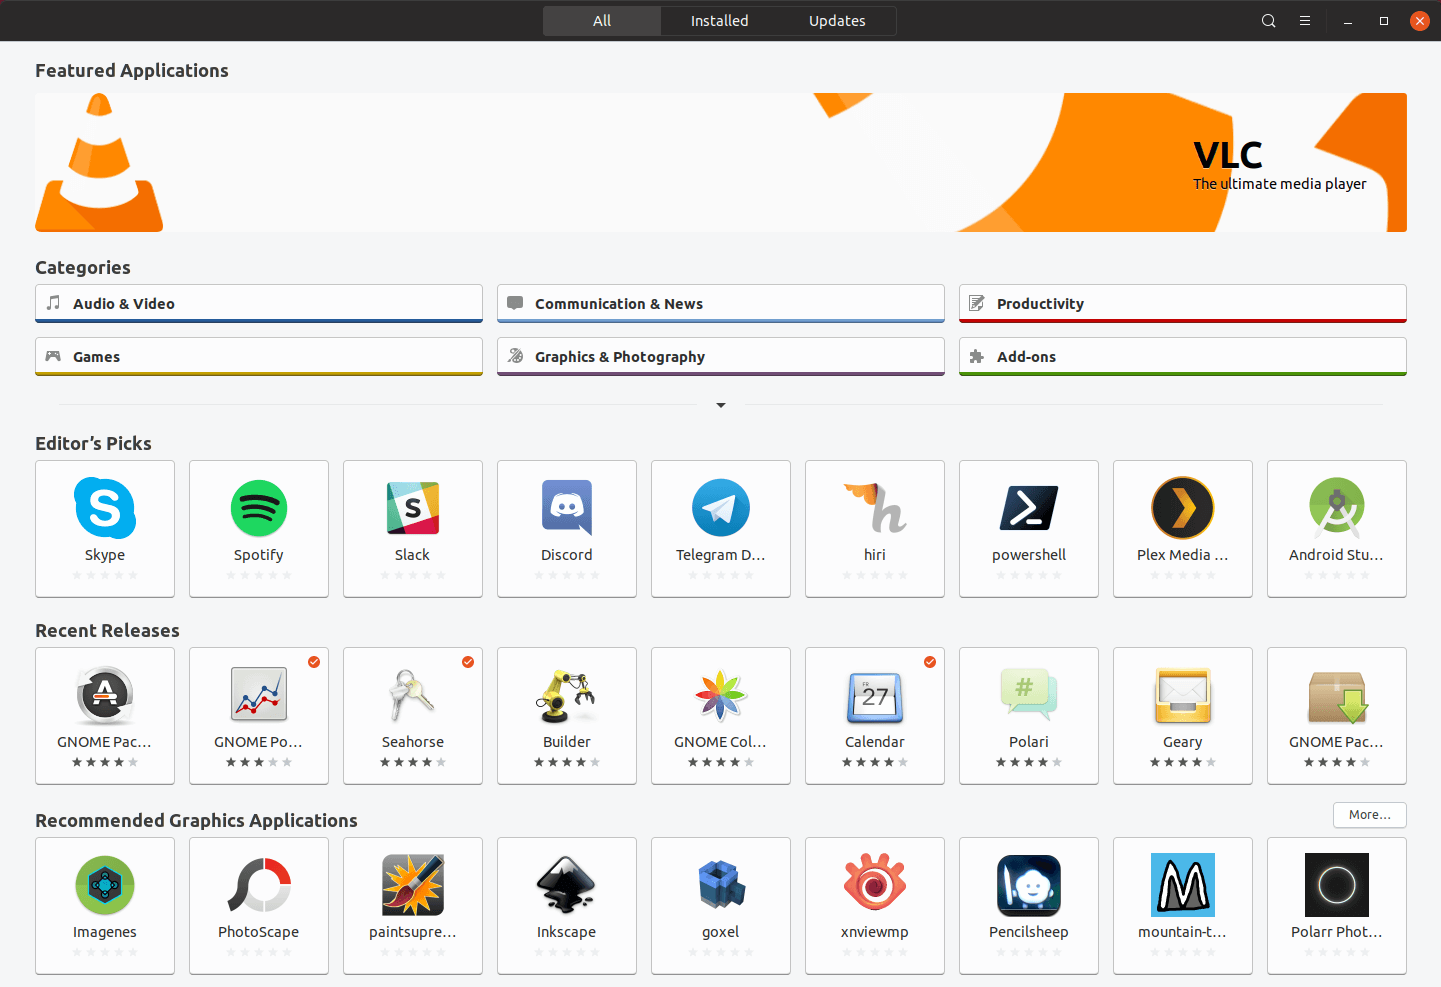 All
Installed
Updates
Featured Applications
VLC
The ultimate media player
Categories
Audio & Video
Communication & News
Productivity
Games
Graphics & Photography
Add-ons
Editor’s Picks
S
S
Skype
Spotify
Slack
Discord
Telegram D…
hiri
powershell
Plex Media …
Android Stu…
Recent Releases
A
FR
27
#
GNOME Pac…
GNOME Po…
Seahorse
Builder
GNOME Col…
Calendar
Polari
Geary
GNOME Pac…
Recommended Graphics Applications
More…
M
Imagenes
PhotoScape
paintsupre…
Inkscape
goxel
xnviewmp
Pencilsheep
mountain-t…
Polarr Phot…